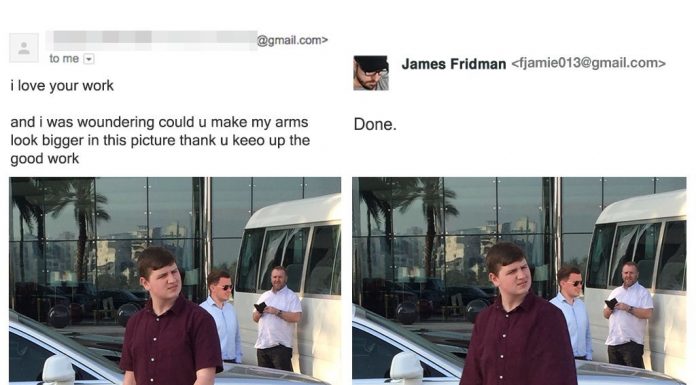 @gmail.com>
to me
i love your work
and i was woundering could u make my arms
look bigger in this picture thank u keeo up the
good work
James Fridman <fjamie013@gmail.com>
Done.